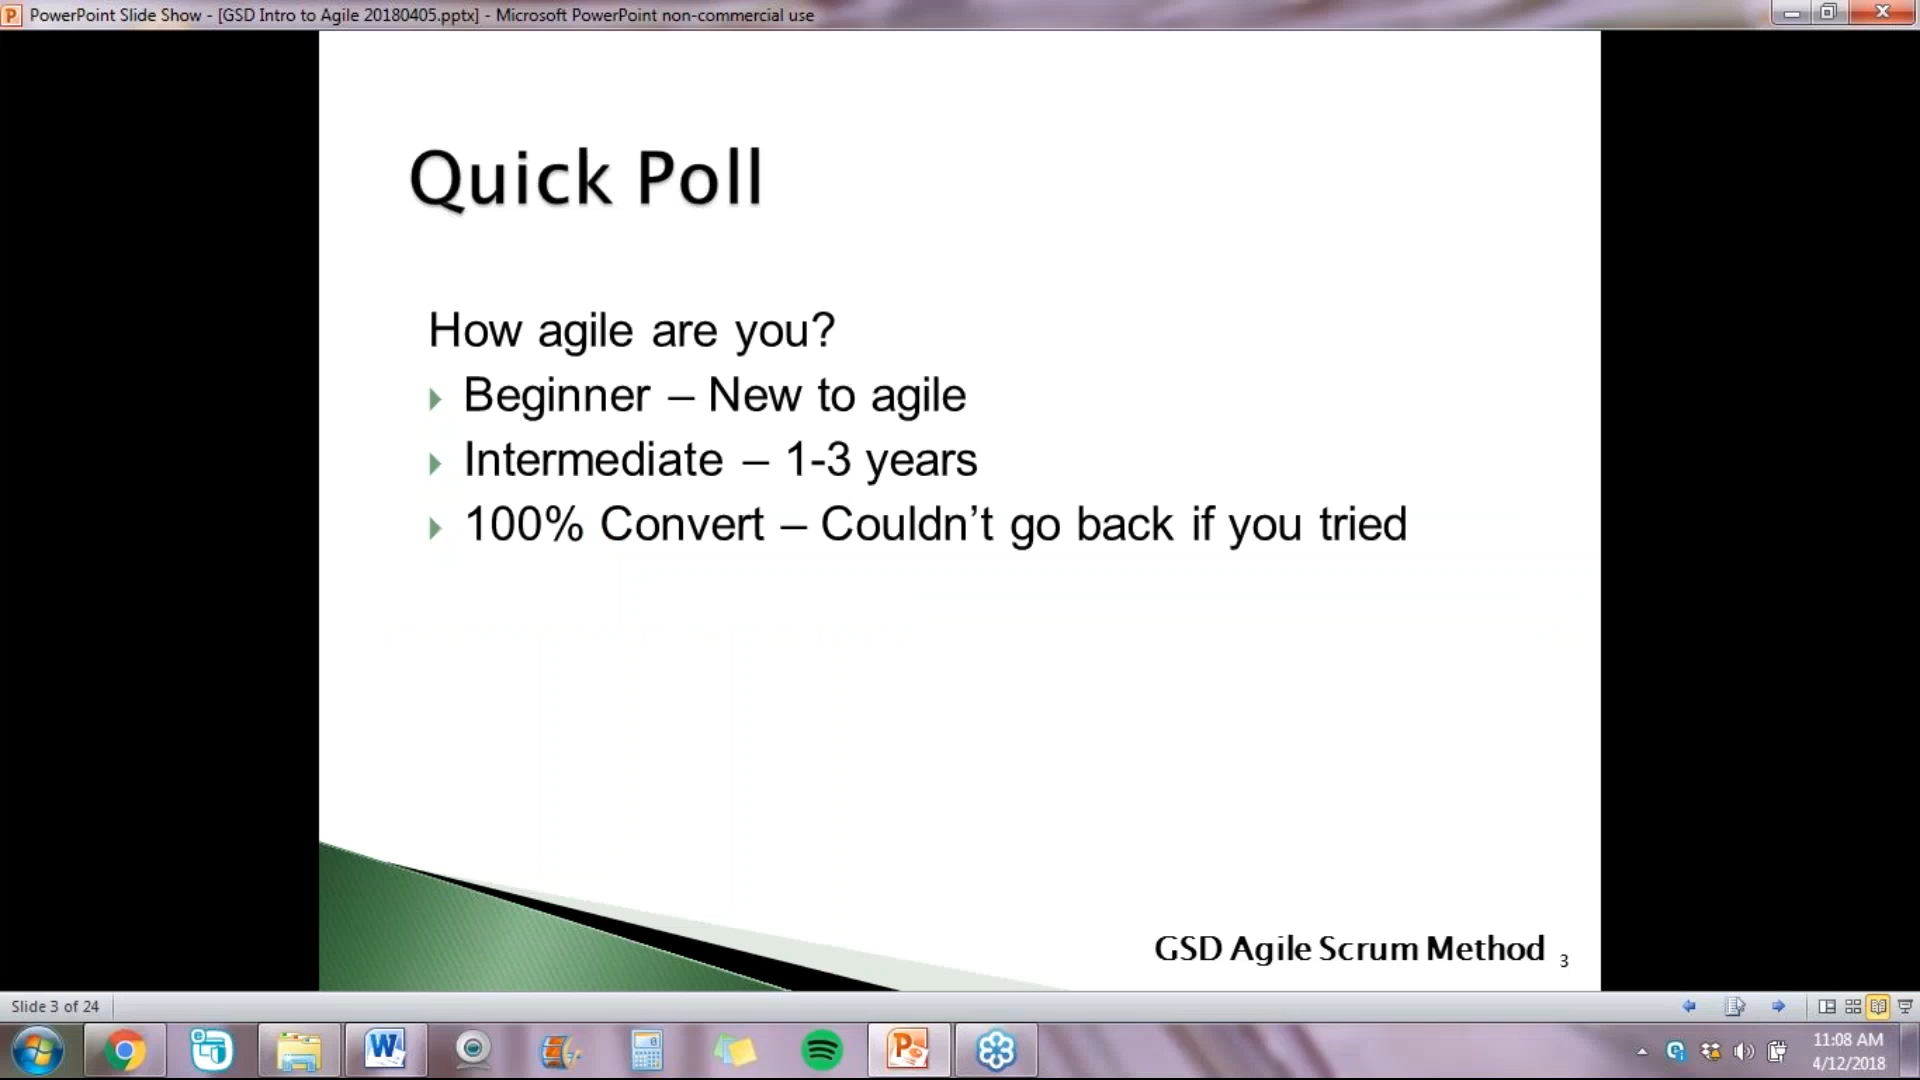 PowerPoint Slide Show - [GSD Intro to Agile 20180405.pptx] - Microsoft PowerPoint non-commercial use
Quick Poll
How agile are you?
Beginner – New to agile
Intermediate – 1-3 years
100% Convert – Couldn’t go back if you tried
GSD Agile Scrum Method 3
Slide 3 of 24
11:08 AM
4/12/2018